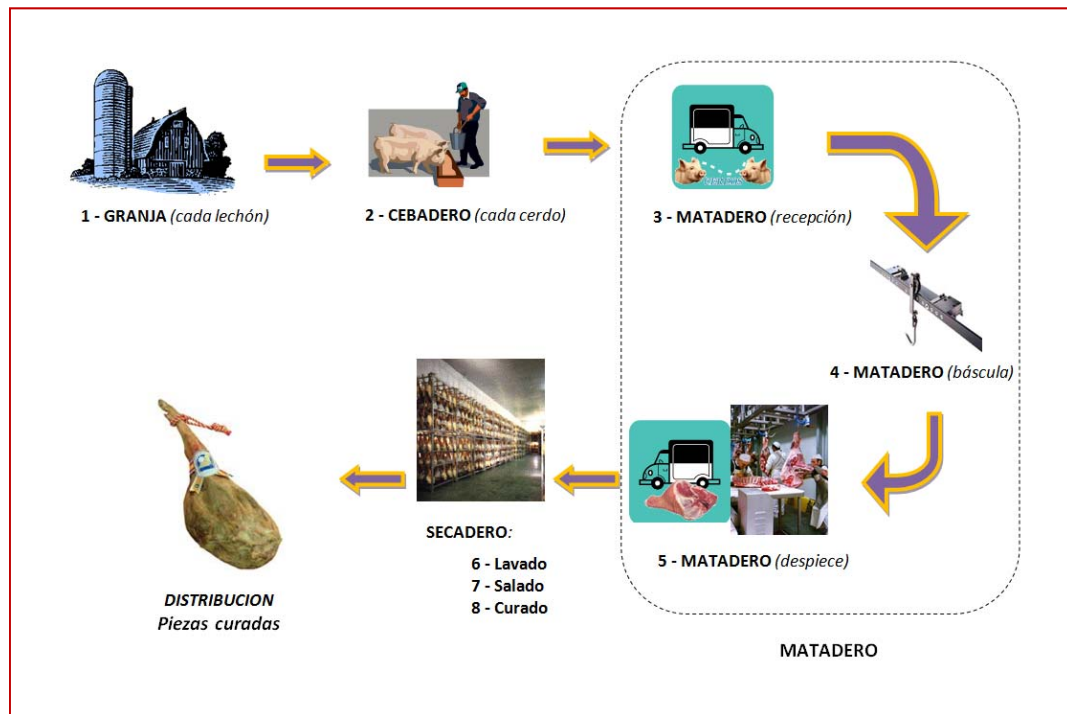 1 - GRANJA (cada lechón)
2 - CEBADERO (cada cerdo)
3 - MATADERO (recepción)
4 - MATADERO (báscula)
5 - MATADERO (despiece)
SECADERO:
6 - Lavado
7 - Salado
8 - Curado
DISTRIBUCION
Piezas curadas
MATADERO